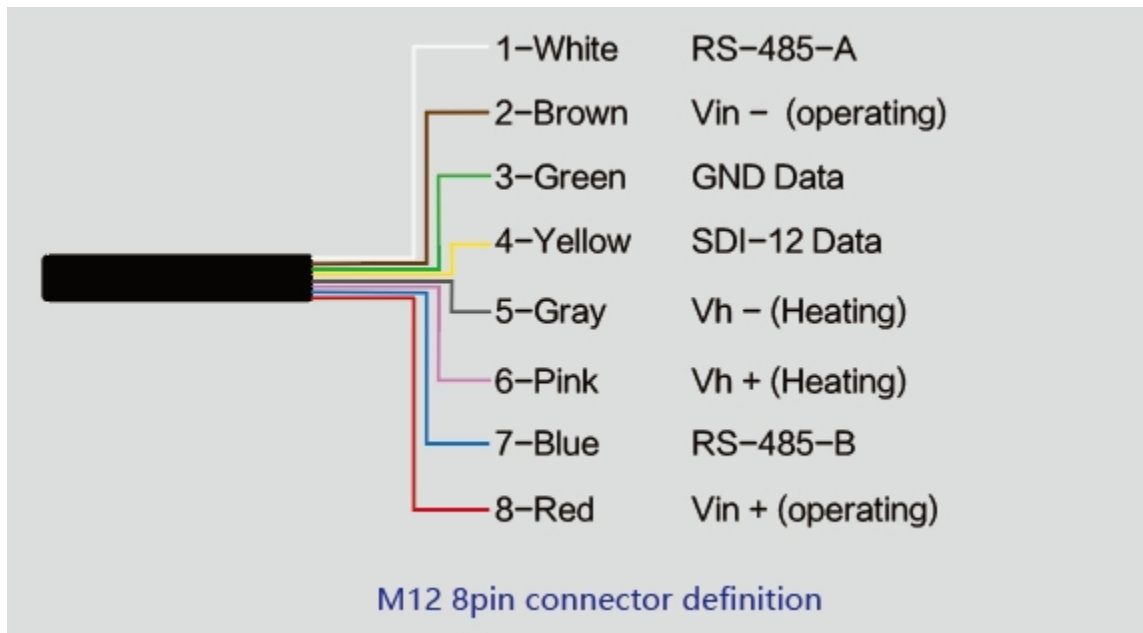 1-White RS-485-A
2-Brown Vin - (operating)
3-Green GND Data
4-Yellow SDI-12 Data
5-Gray Vh - (Heating)
6-Pink Vh + (Heating)
7-Blue RS-485-B
8-Red Vin + (operating)
M12 8pin connector definition